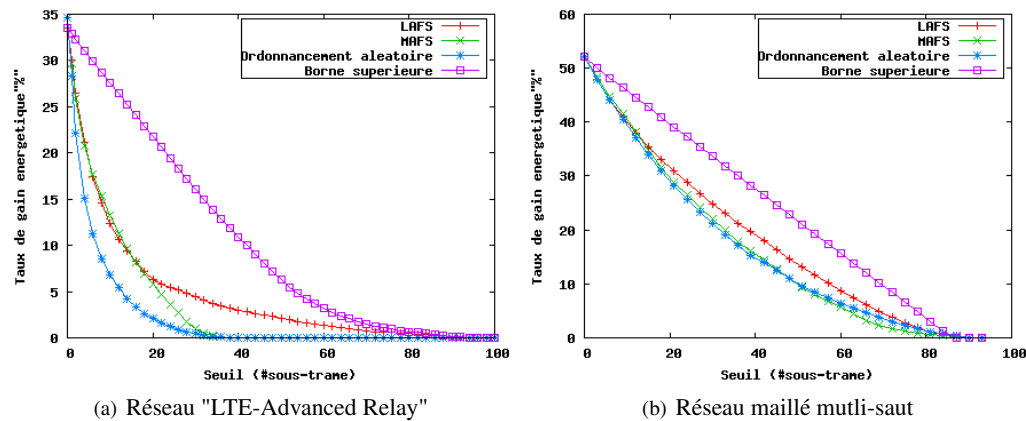 35
30
25
20
15
10
5
0
Taux de gain energetique"%"
LAFS
MAFS
Ordonnancement aleatoire
Borne superieure
0 20 40 60 80 100
Seuil (#sous-trame)
(a) Réseau "LTE-Advanced Relay"
60
50
40
30
20
10
0
Taux de gain energetique"%"
LAFS
MAFS
Ordonnancement aleatoire
Borne superieure
0 20 40 60 80 100
Seuil (#sous-trame)
(b) Réseau maillé mutli-saut